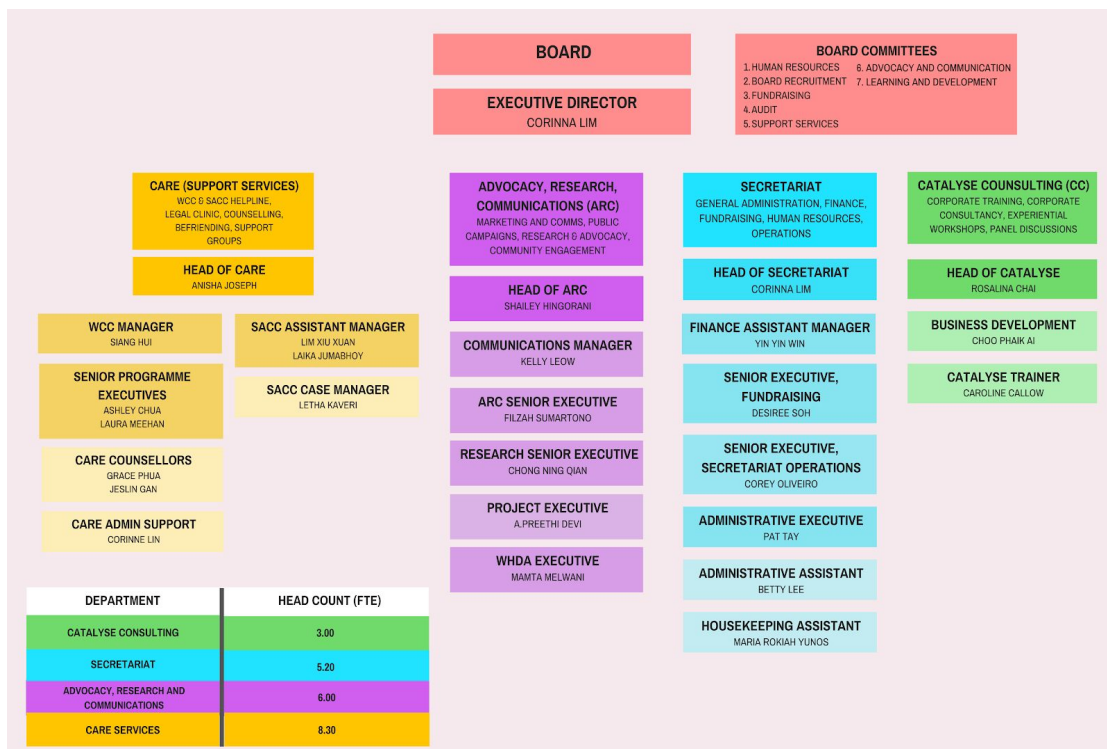 BOARD
EXECUTIVE DIRECTOR
CORINNA LIM
BOARD COMMITTEES
1. HUMAN RESOURCES
2. BOARD RECRUITMENT
3. FUNDRAISING
4. AUDIT
5. SUPPORT SERVICES
6. ADVOCACY AND COMMUNICATION
7. LEARNING AND DEVELOPMENT
CARE (SUPPORT SERVICES)
WCC & SACC HELPLINE,
LEGAL CLINIC, COUNSELLING,
BEFRIENDING, SUPPORT
GROUPS
HEAD OF CARE
ANISHA JOSEPH
WCC MANAGER
SIANG HUI
SENIOR PROGRAMME
EXECUTIVES
ASHLEY CHUA
LAURA MEEHAN
CARE COUNSELLORS
GRACE PHUA
JESLIN GAN
CARE ADMIN SUPPORT
CORINNE LIN
SACC ASSISTANT MANAGER
LIM XIU XUAN
LAIKA JUMABHOY
SACC CASE MANAGER
LETHA KAVERI
ADVOCACY, RESEARCH,
COMMUNICATIONS (ARC)
MARKETING AND COMMS, PUBLIC
CAMPAIGNS, RESEARCH & ADVOCACY,
COMMUNITY ENGAGEMENT
HEAD OF ARC
SHAILEY HINGORANI
COMMUNICATIONS MANAGER
KELLY LEOW
ARC SENIOR EXECUTIVE
FILZAH SUMARTONO
RESEARCH SENIOR EXECUTIVE
CHONG NING QIAN
PROJECT EXECUTIVE
A.PREETHI DEVI
WHDA EXECUTIVE
MAMTA MELWANI
SECRETARIAT
GENERAL ADMINISTRATION, FINANCE,
FUNDRAISING, HUMAN RESOURCES,
OPERATIONS
HEAD OF SECRETARIAT
CORINNA LIM
FINANCE ASSISTANT MANAGER
YIN YIN WIN
SENIOR EXECUTIVE,
FUNDRAISING
DESIREE SOH
SENIOR EXECUTIVE,
SECRETARIAT OPERATIONS
COREY OLIVEIRO
ADMINISTRATIVE EXECUTIVE
PAT TAY
ADMINISTRATIVE ASSISTANT
BETTY LEE
HOUSEKEEPING ASSISTANT
MARIA ROKIAH YUNOS
CATALYSE COUNSULTING (CC)
CORPORATE TRAINING, CORPORATE
CONSULTANCY, EXPERIENTIAL
WORKSHOPS, PANEL DISCUSSIONS
HEAD OF CATALYSE
ROSALINA CHAI
BUSINESS DEVELOPMENT
CHOO PHAIK AI
CATALYSE TRAINER
CAROLINE CALLOW
DEPARTMENT HEAD COUNT (FTE)
CATALYSE CONSULTING 3.00
SECRETARIAT 5.20
ADVOCACY, RESEARCH AND
COMMUNICATIONS 6.00
CARE SERVICES 8.30